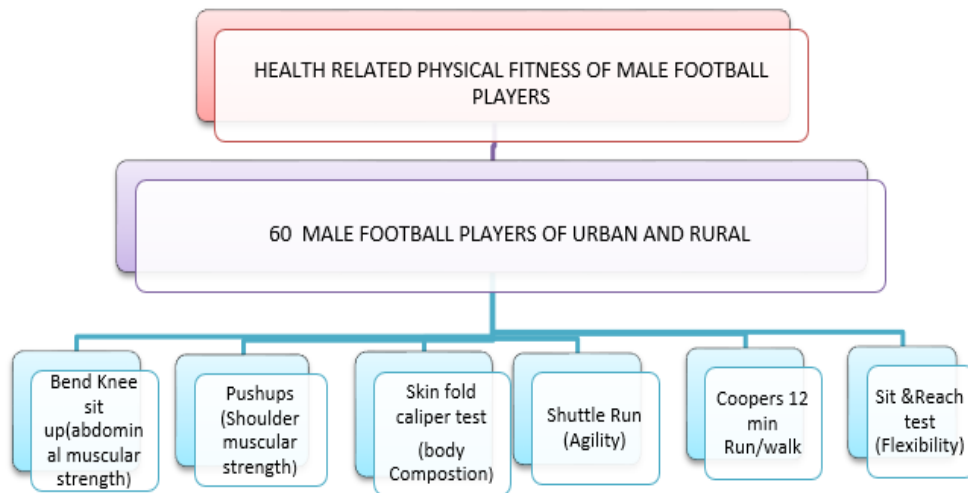 HEALTH RELATED PHYSICAL FITNESS OF MALE FOOTBALL
PLAYERS
60 MALE FOOTBALL PLAYERS OF URBAN AND RURAL
Bend Knee
sit
up(abdomin
al muscular
strength)
Pushups
(Shoulder
muscular
strength)
Skin fold
caliper test
(body
Compostion)
Shuttle Run
(Agility)
Coopers 12
min
Run/walk
Sit &Reach
test
(Flexibility)